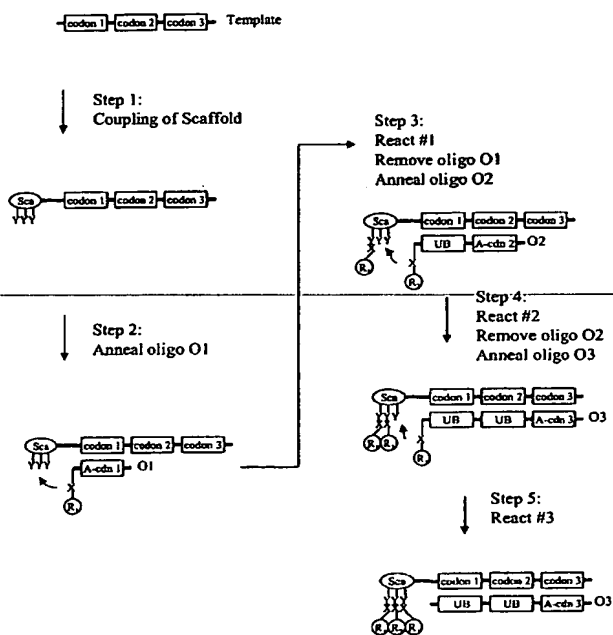 codon 1 codon 2 codon 3 Template
Step 1:
Coupling of Scaffold
Sca
Y Y Y
codon 1 codon 2 codon 3
Step 2:
Anneal oligo O1
Sca codon 1 codon 2 codon 3
Y Y Y
A-cdn 1 O1
X
Step 3:
React #1
Remove oligo O1
Anneal oligo O2
Sca codon 1 codon 2 codon 3
UB A-cdn 2 O2
X
Step 4:
React #2
Remove oligo O2
Anneal oligo O3
Sca codon 1 codon 2 codon 3
UB UB A-cdn 3 O3
X
Step 5:
React #3
Sca codon 1 codon 2 codon 3
UB UB A-cdn 3 O3